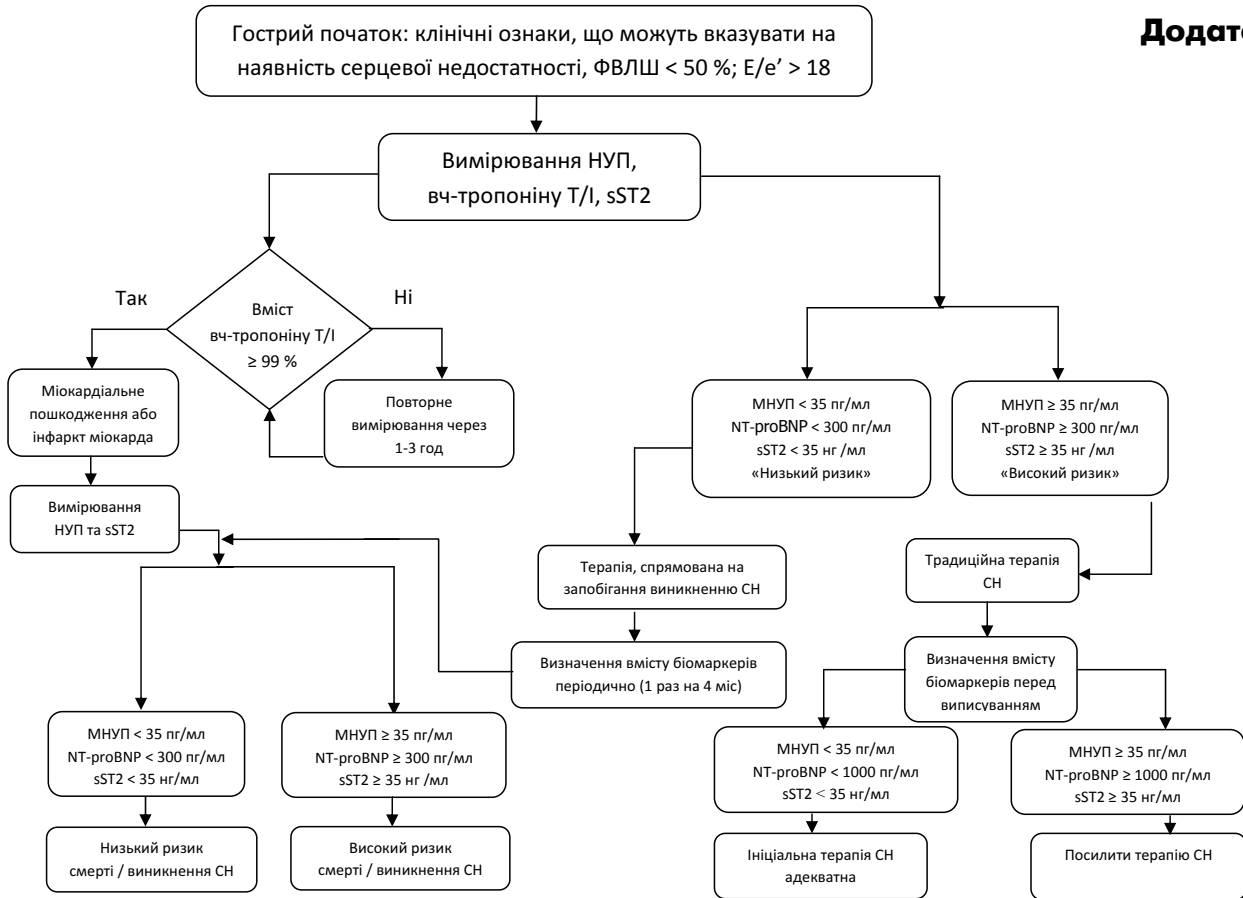 Додат
Гострий початок: клінічні ознаки, що можуть вказувати на
наявність серцевої недостатності, ФВЛШ < 50 %; E/e’ > 18
Вимірювання НУП,
вч-тропоніну Т/І, sST2
Так
Ні
Вміст
вч-тропоніну Т/І
≥ 99 %
Міокардіальне
пошкодження або
інфаркт міокарда
Повторне
вимірювання через
1-3 год
МНУП < 35 пг/мл
NT-proBNP < 300 пг/мл
sST2 < 35 нг /мл
«Низький ризик»
МНУП ≥ 35 пг/мл
NT-proBNP ≥ 300 пг/мл
sST2 ≥ 35 нг /мл
«Високий ризик»
Вимірювання
НУП та sST2
Терапія, спрямована на
запобігання виникненню СН
Традиційна терапія
СН
Визначення вмісту біомаркерів
періодично (1 раз на 4 міс)
Визначення вмісту
біомаркерів перед
виписуванням
МНУП < 35 пг/мл
NT-proBNP < 300 пг/мл
sST2 < 35 нг/мл
МНУП ≥ 35 пг/мл
NT-proBNP ≥ 300 пг/мл
sST2 ≥ 35 нг /мл
МНУП < 35 пг/мл
NT-proBNP < 1000 пг/мл
sST2 < 35 нг/мл
МНУП ≥ 35 пг/мл
NT-proBNP ≥ 1000 пг/мл
sST2 ≥ 35 нг/мл
Низький ризик
смерті / виникнення СН
Високий ризик
смерті / виникнення СН
Ініціальна терапія СН
адекватна
Посилити терапію СН